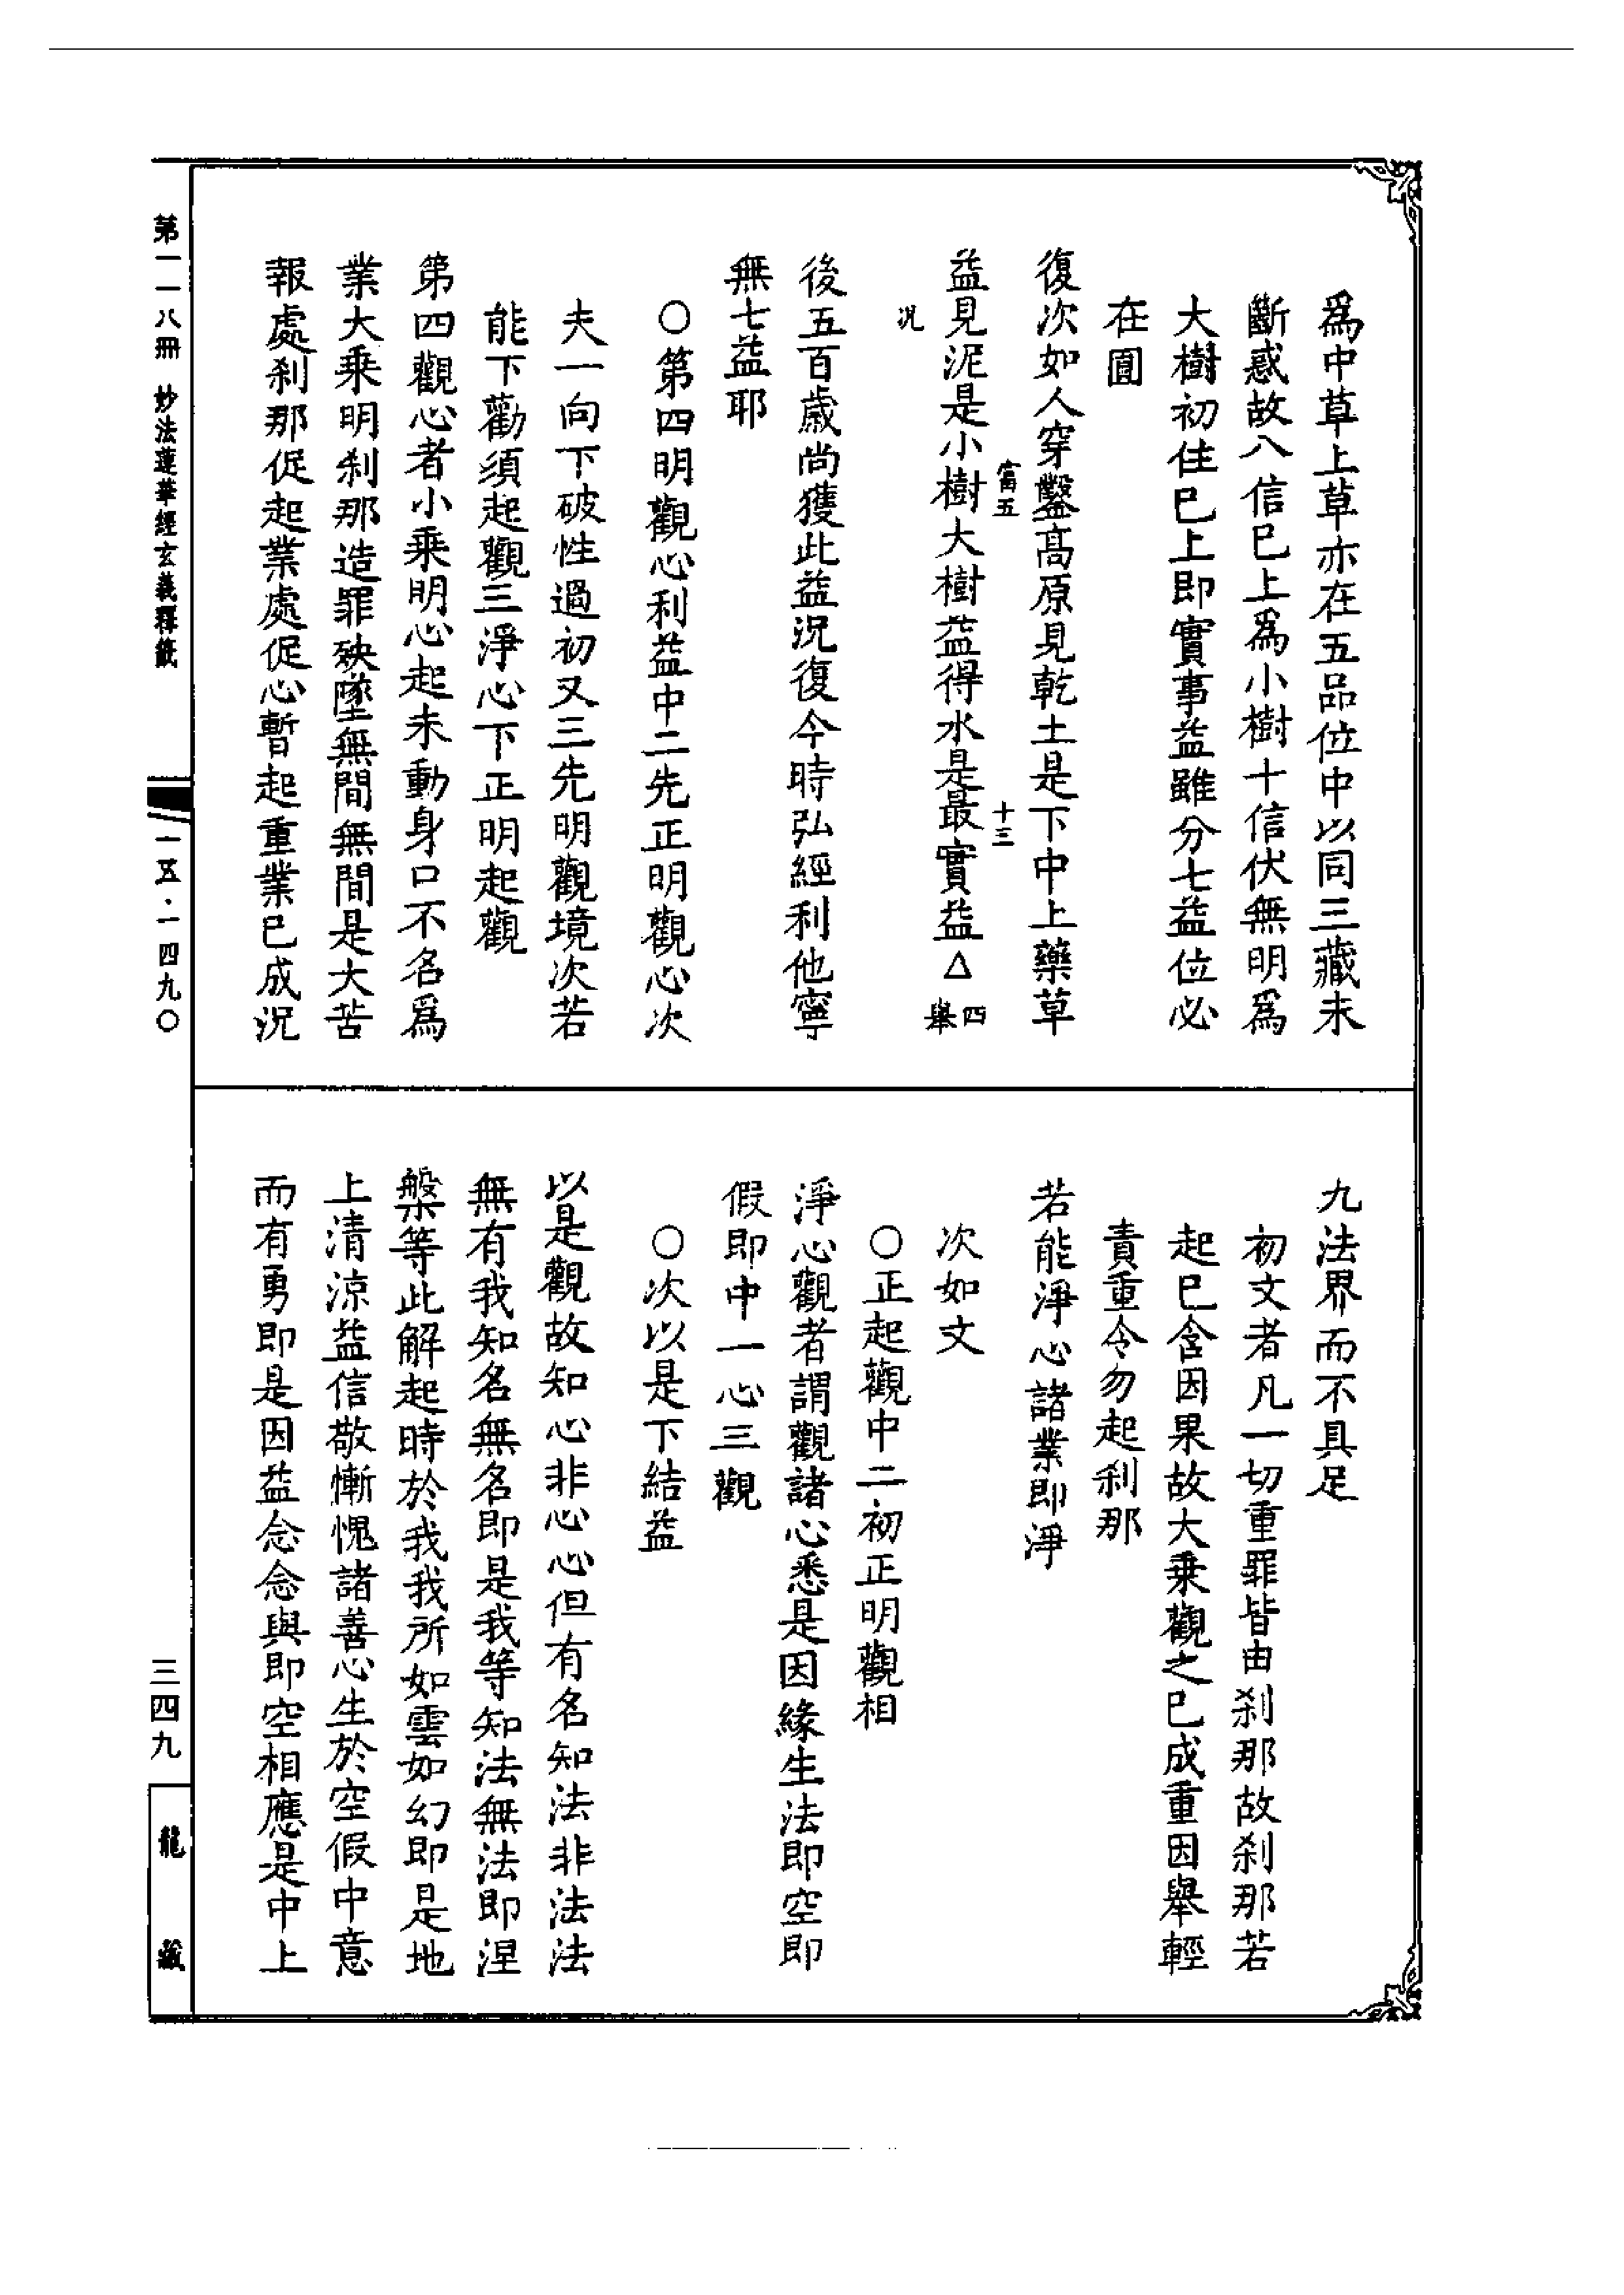 爲中草上草亦在五品位中以同三藏未
斷惑故八信已上爲小樹十信伏無明爲
大樹初住已上即實事益雖分七益位必
在圓
復次如人穿鑿高原見乾土是下中上藥草
富五
十三
益見泥是小樹大樹益得水是最實益△四舉
況
後五百歲尚獲此益況復今時弘經利他寧
無七益耶
○第四明觀心利益中二先正明觀心次
夫一向下破性過初又三先明觀境次若
能下勸須起觀三淨心下正明起觀
第四觀心者小乘明心起未動身口不名爲
業大乘明刹那造罪殃墜無間無間是大苦
報處刹那促起業處促心暫起重業已成況
九法界而不具足
初文者凡一切重罪皆由刹那故刹那若
起已含因果故大乘觀之已成重因舉輕
責重令勿起刹那
若能淨心諸業即淨
次如文
○正起觀中二初正明觀相
淨心觀者謂觀諸心悉是因緣生法即空即
假即中一心三觀
○次以是下結益
以是觀故知心非心心但有名知法非法法
無有我知名無名即是我等知法無法即涅
槃等此解起時於我我所如雲如幻即是地
上清涼益信敬慚愧諸善心生於空假中意
而有勇即是因益念念與即空相應是中上
第一一八冊 妙法蓮華經玄義釋籤
一五·一四九〇
三四九
龍藏